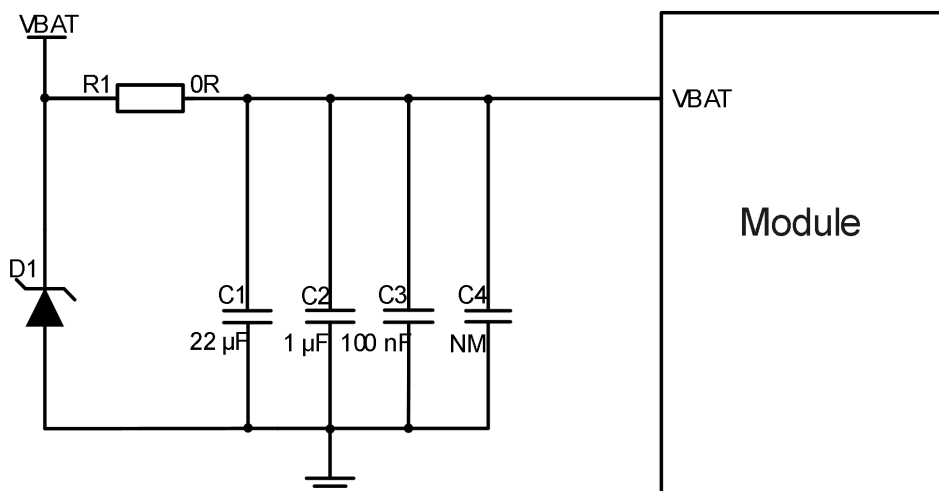 VBAT
R1
0R
VBAT
Module
D1
C1
C2
C3
C4
22 µF
1 µF
100 nF
NM